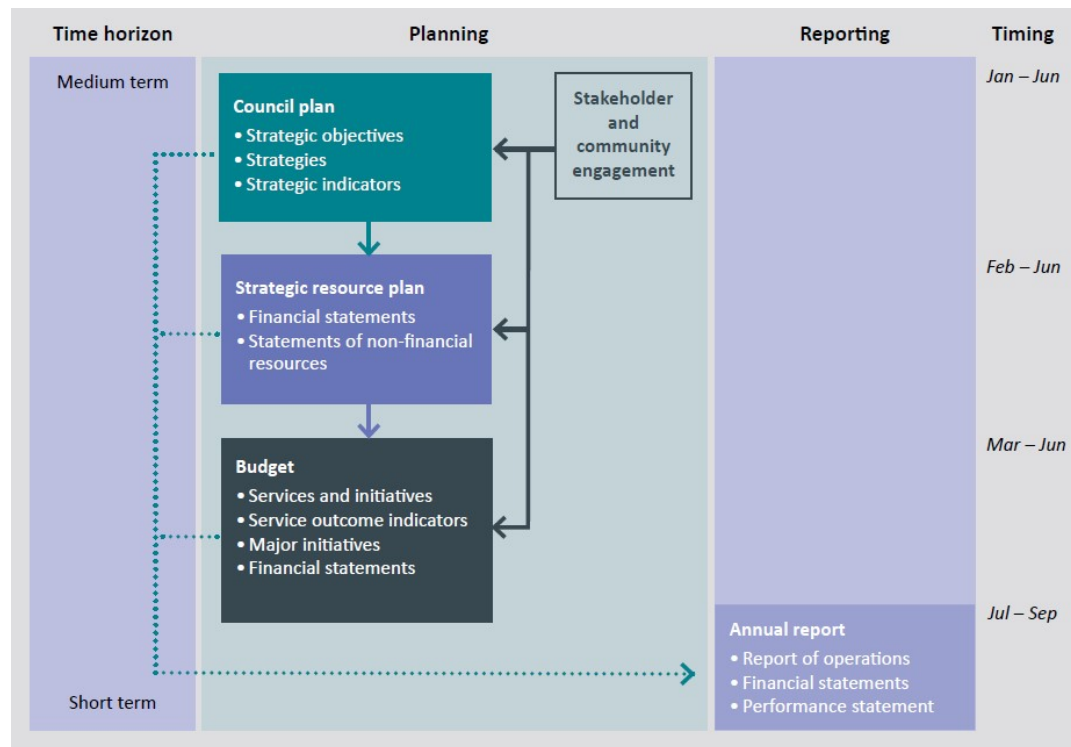 Time horizon
Planning
Reporting
Timing
Medium term
Council plan
• Strategic objectives
• Strategies
• Strategic indicators
Stakeholder
and
community
engagement
Jan – Jun
Strategic resource plan
• Financial statements
• Statements of non-financial
resources
Feb – Jun
Budget
• Services and initiatives
• Service outcome indicators
• Major initiatives
• Financial statements
Mar – Jun
Annual report
• Report of operations
• Financial statements
• Performance statement
Jul – Sep
Short term